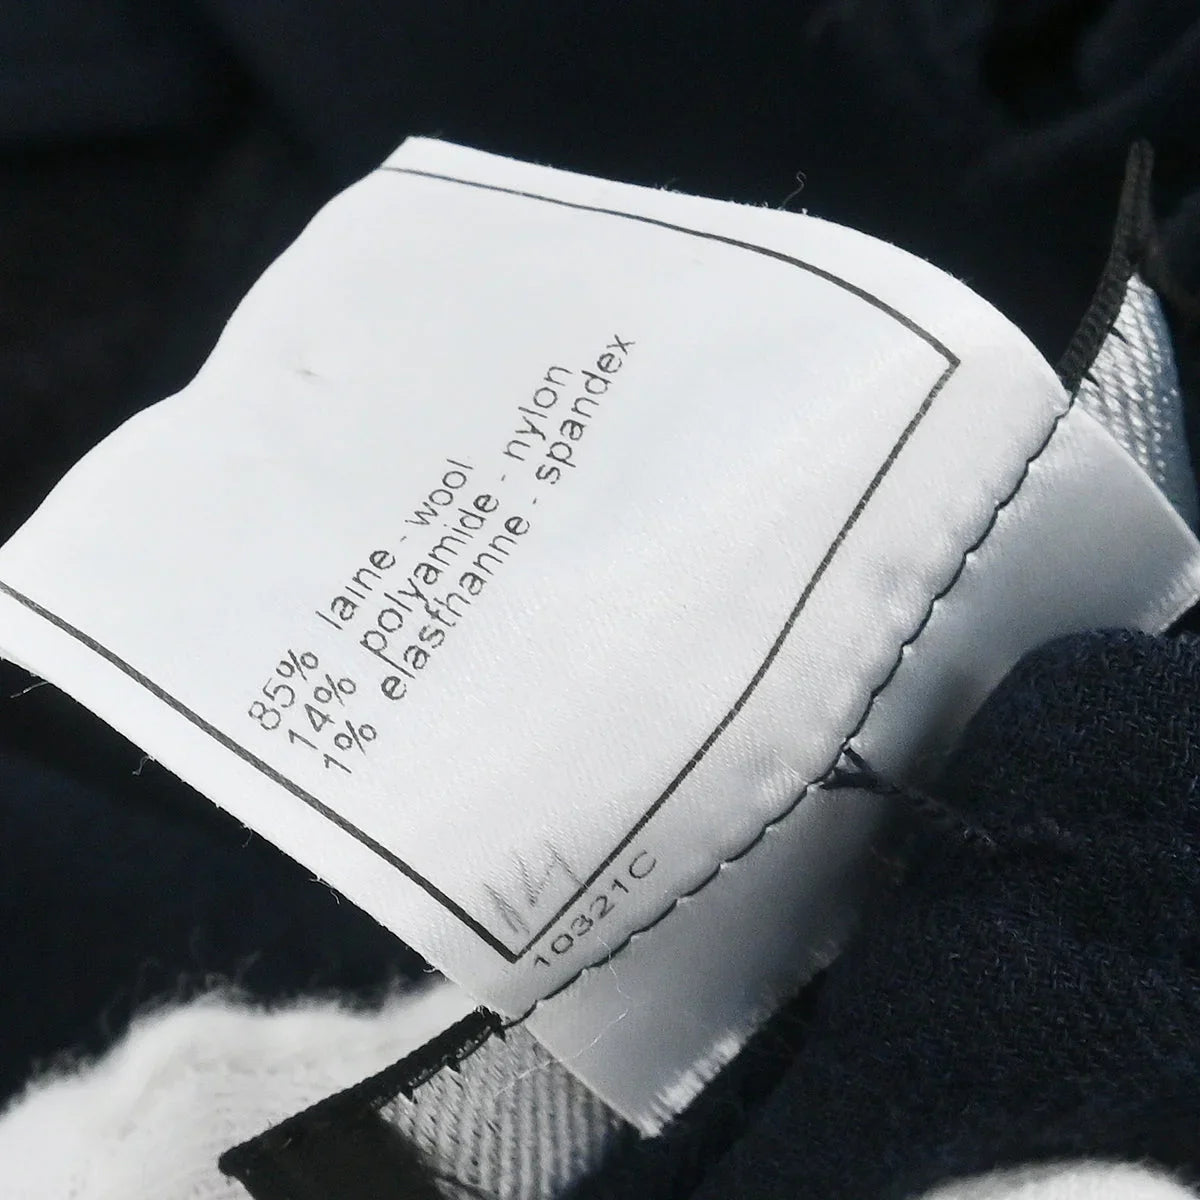 85% laine - wool
14% polyamide - nylon
1% elasthanne - spandex
10321C